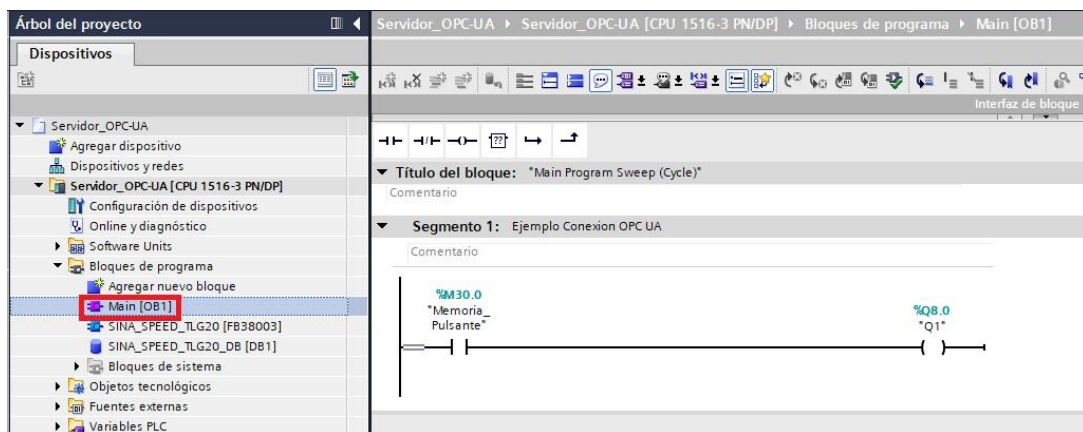 Árbol del proyecto
Servidor_OPC-UA ▸ Servidor_OPC-UA [CPU 1516-3 PN/DP] ▸ Bloques de programa ▸ Main [OB1]
Dispositivos
Interfaz de bloque
Servidor_OPC-UA
Agregar dispositivo
Dispositivos y redes
Servidor_OPC-UA [CPU 1516-3 PN/DP]
Configuración de dispositivos
Online y diagnóstico
Software Units
Bloques de programa
Agregar nuevo bloque
Main [OB1]
SINA_SPEED_TLG20 [FB38003]
SINA_SPEED_TLG20_DB [DB1]
Bloques de sistema
Objetos tecnológicos
Fuentes externas
Variables PLC
??
Título del bloque: "Main Program Sweep (Cycle)"
Comentario
Segmento 1: Ejemplo Conexion OPC UA
Comentario
%M30.0
"Memoria_
Pulsante"
%Q8.0
"Q1"